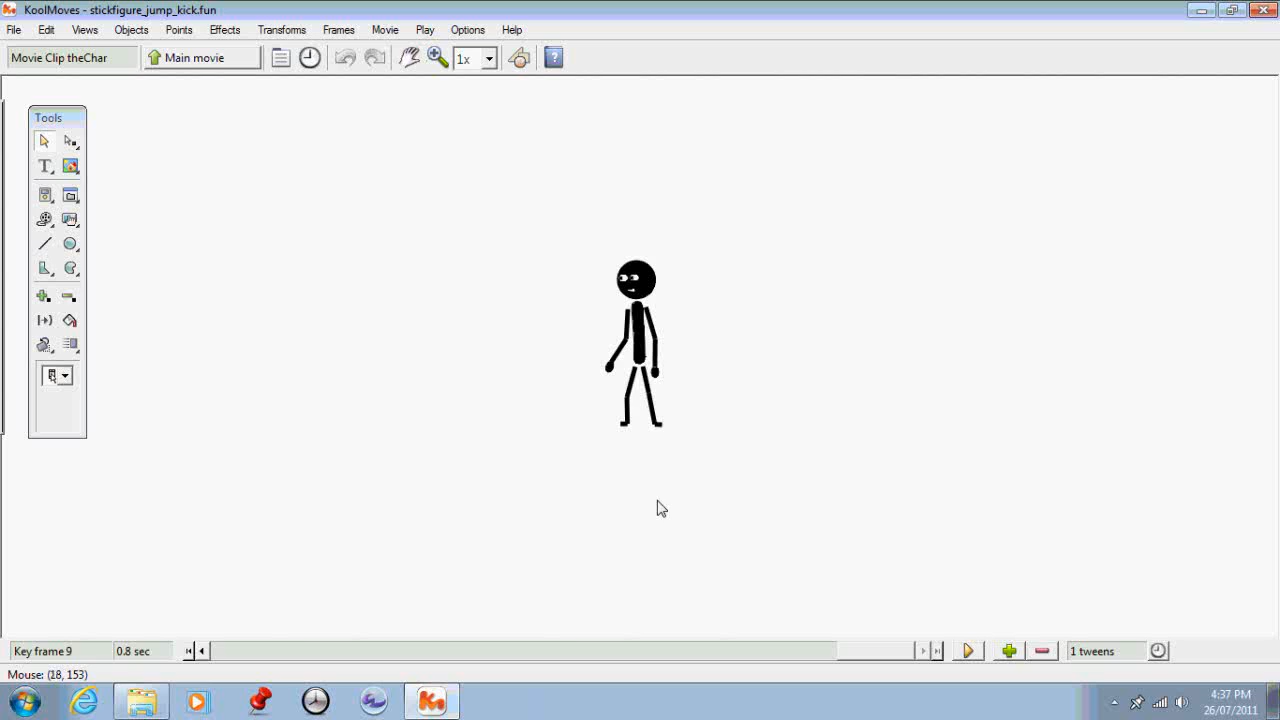 KoolMoves - stickfigure_jump_kick.fun
File Edit Views Objects Points Effects Transforms Frames Movie Play Options Help
Movie Clip theChar Main movie 1x
Tools
T
Key frame 9 0.8 sec 1 tweens
Mouse: (18, 153)
4:37 PM
26/07/2011